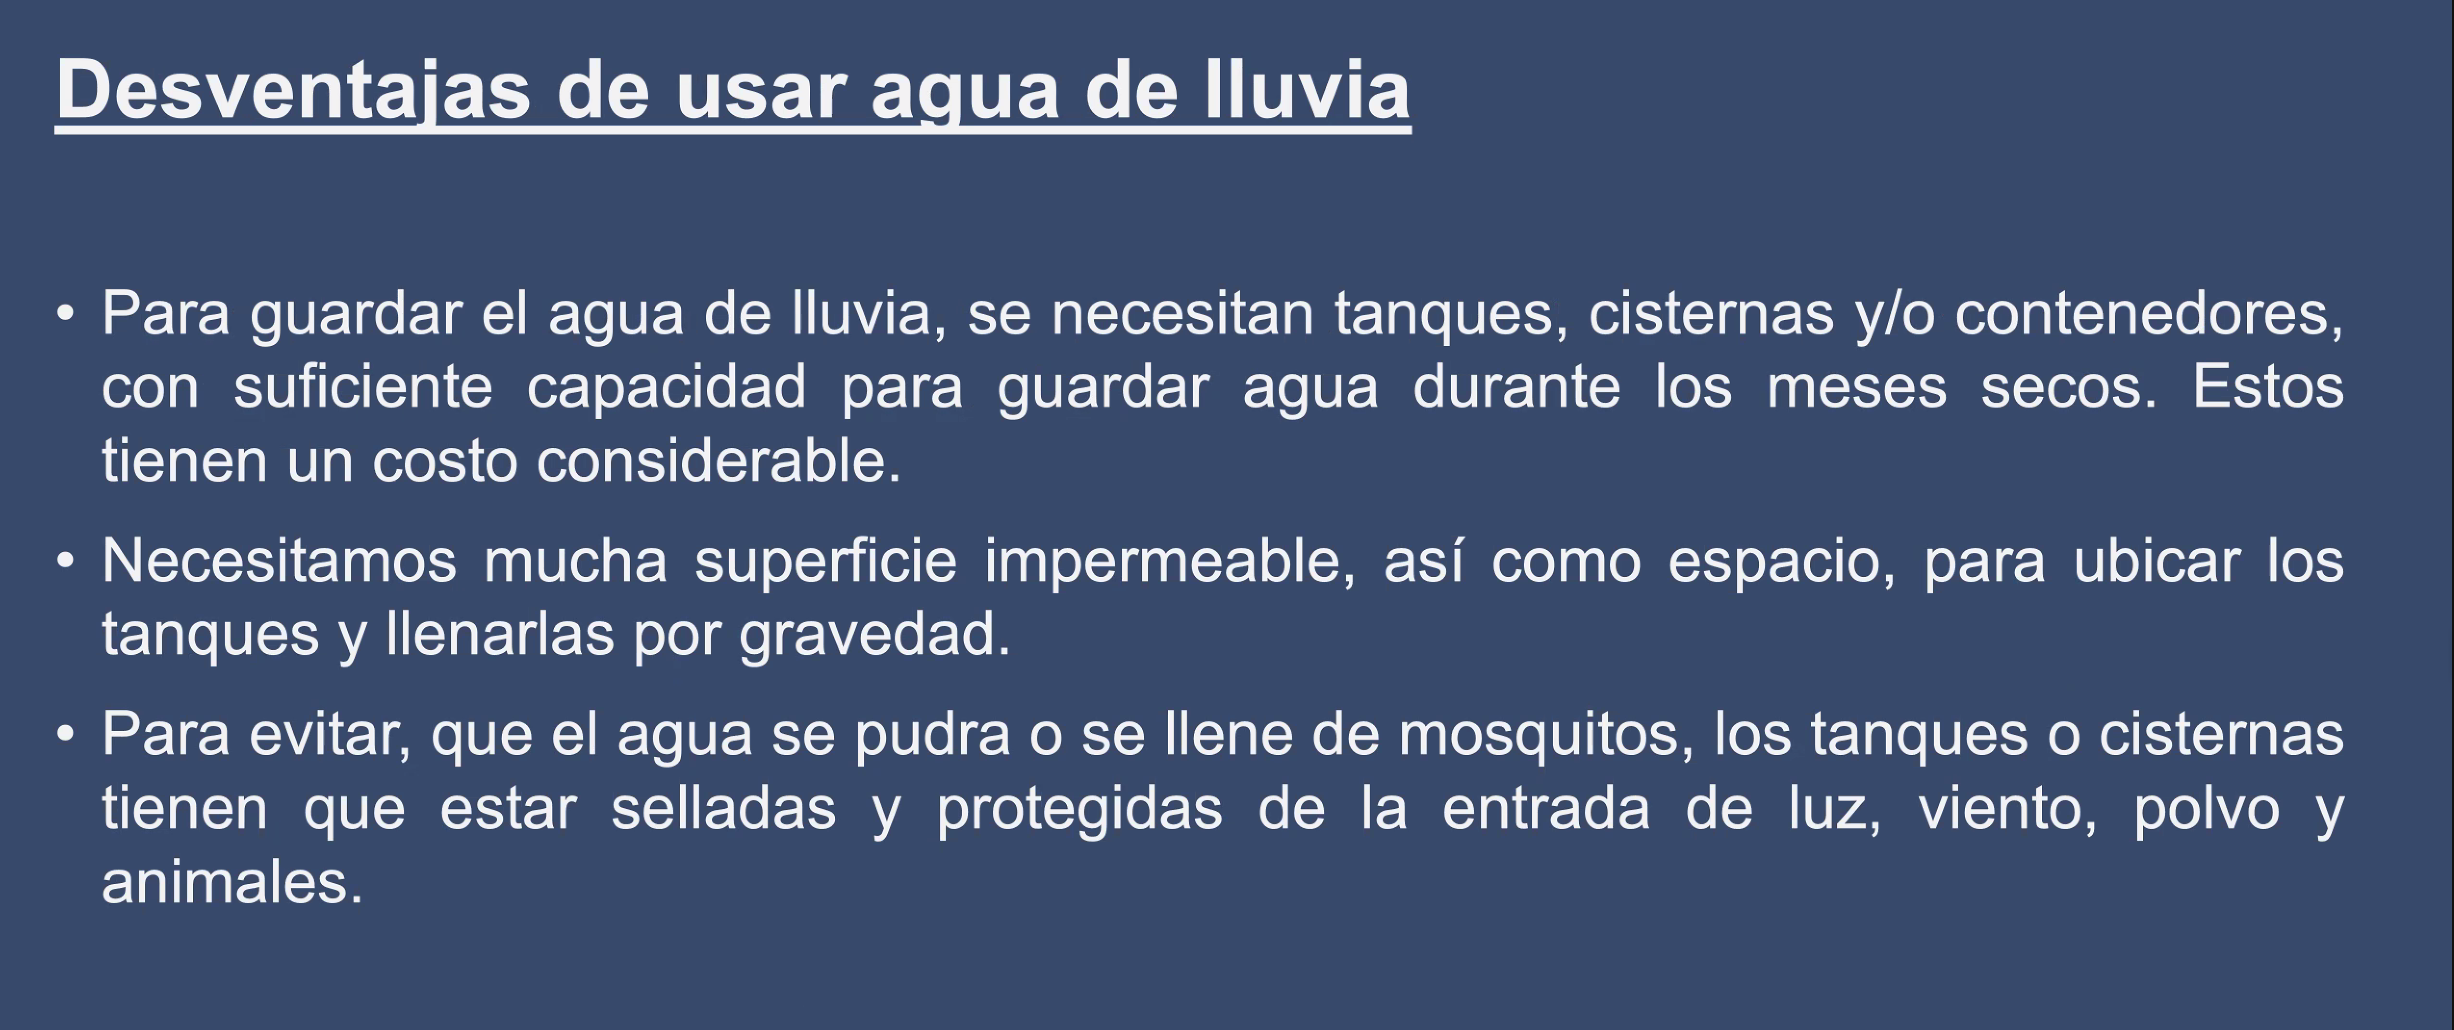 Desventajas de usar agua de lluvia
• Para guardar el agua de lluvia, se necesitan tanques, cisternas y/o contenedores,
con suficiente capacidad para guardar agua durante los meses secos. Estos
tienen un costo considerable.
• Necesitamos mucha superficie impermeable, así como espacio, para ubicar los
tanques y llenarlas por gravedad.
• Para evitar, que el agua se pudra o se llene de mosquitos, los tanques o cisternas
tienen que estar selladas y protegidas de la entrada de luz, viento, polvo y
animales.